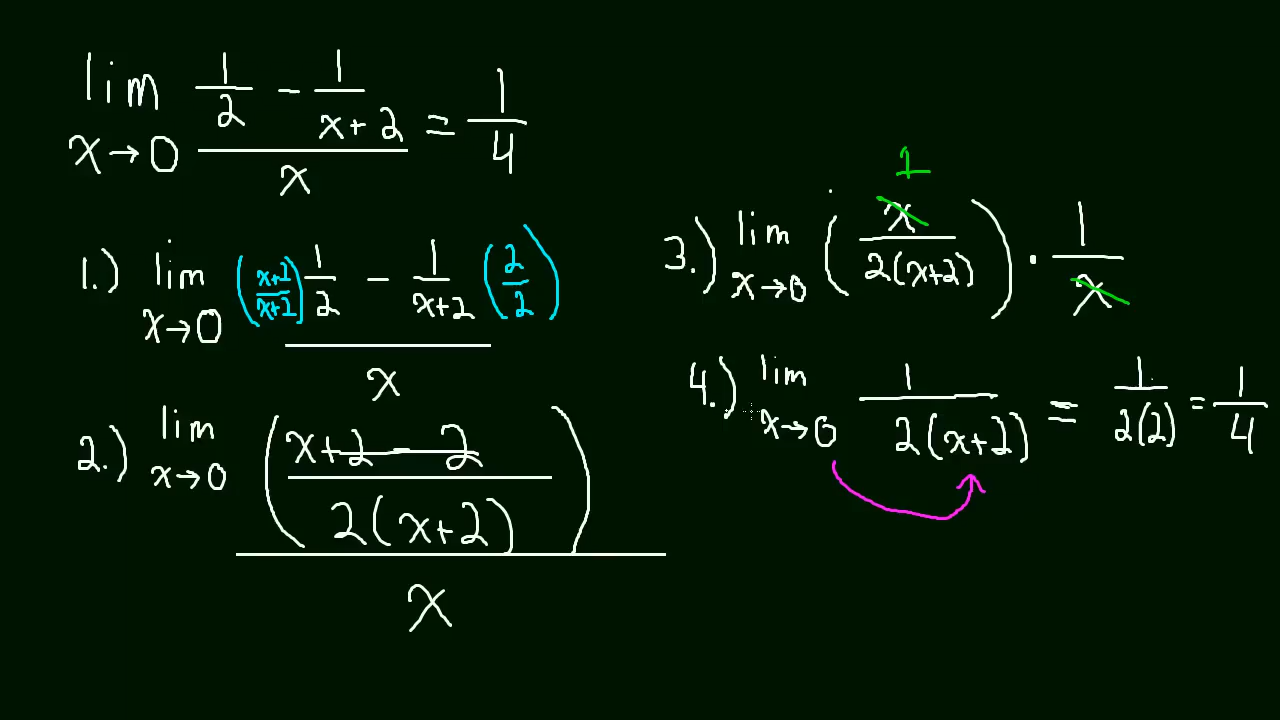 lim x→0 (1/2 - 1/(x+2))/x = 1/4
1.) lim x→0 ((x+2)/(x+2)) 1/2 - 1/(x+2) (2/2) / x
2.) lim x→0 ((x+2-2)/(2(x+2)))/x
3.) lim x→0 (x/(2(x+2))) · 1/x 1
4.) lim x→0 1/(2(x+2)) = 1/(2(2)) = 1/4